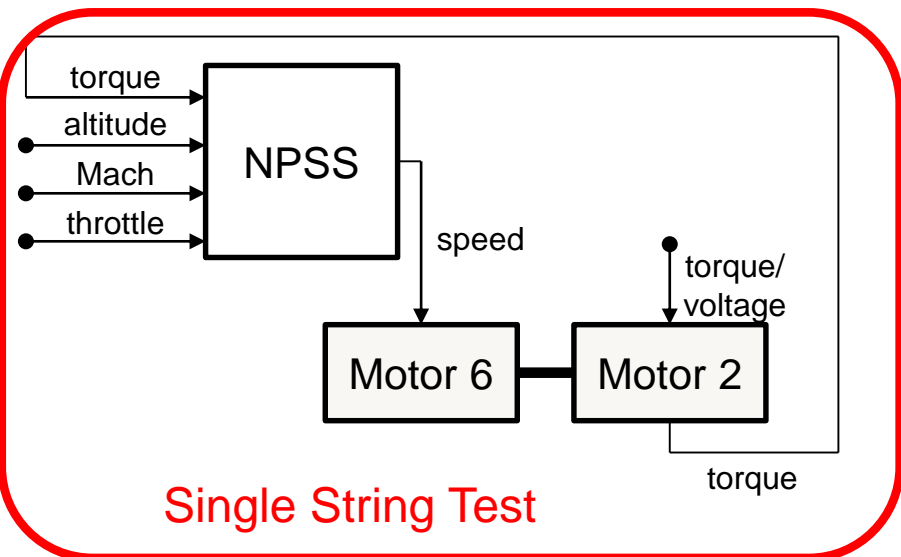 torque
altitude
Mach
throttle
NPSS
speed
torque/
voltage
Motor 6
Motor 2
torque
Single String Test